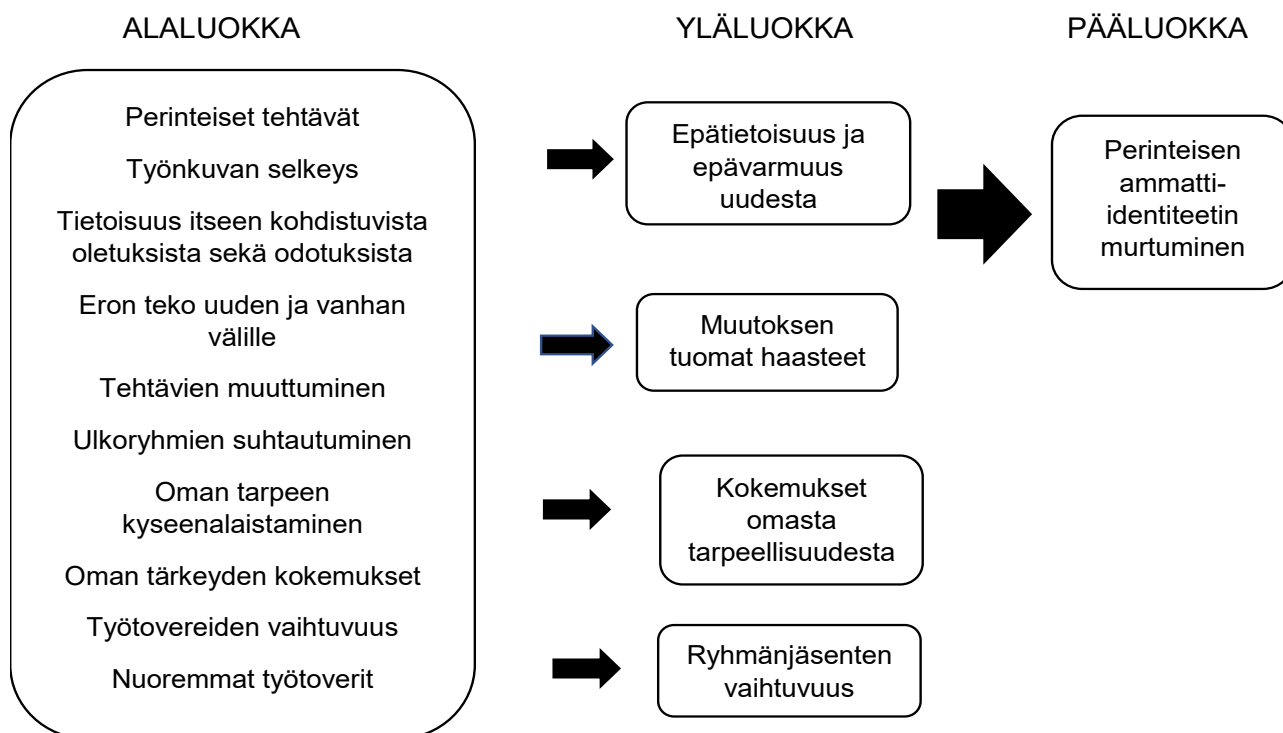 ALALUOKKA
YLÄLUOKKA
PÄÄLUOKKA
Perinteiset tehtävät
Työnkuvan selkeys
Tietoisuus itseen kohdistuvista
oletuksista sekä odotuksista
Eron teko uuden ja vanhan
välille
Tehtävien muuttuminen
Ulkoryhmien suhtautuminen
Oman tarpeen
kyseenalaistaminen
Oman tärkeyden kokemukset
Työtovereiden vaihtuvuus
Nuoremmat työtoverit
Epätietoisuus ja
epävarmuus
uudesta
Muutoksen
tuomat haasteet
Kokemukset
omasta
tarpeellisuudesta
Ryhmänjäsenten
vaihtuvuus
Perinteisen
ammatti-
identiteetin
murtuminen